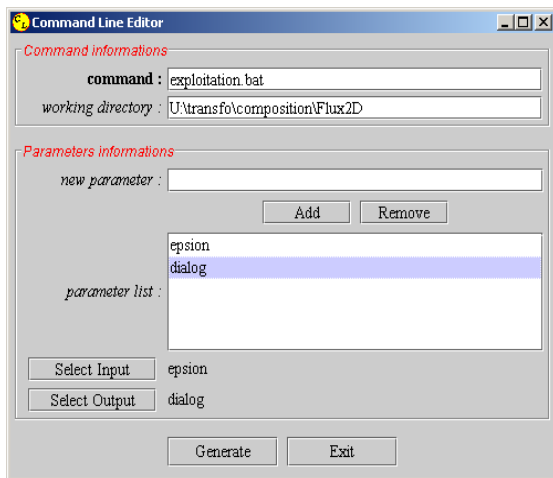 Command Line Editor
Command informations
command : exploitation.bat
working directory : U:\transfo\composition\Flux2D
Parameters informations
new parameter :
Add Remove
epsion
dialog
parameter list :
Select Input epsion
Select Output dialog
Generate Exit